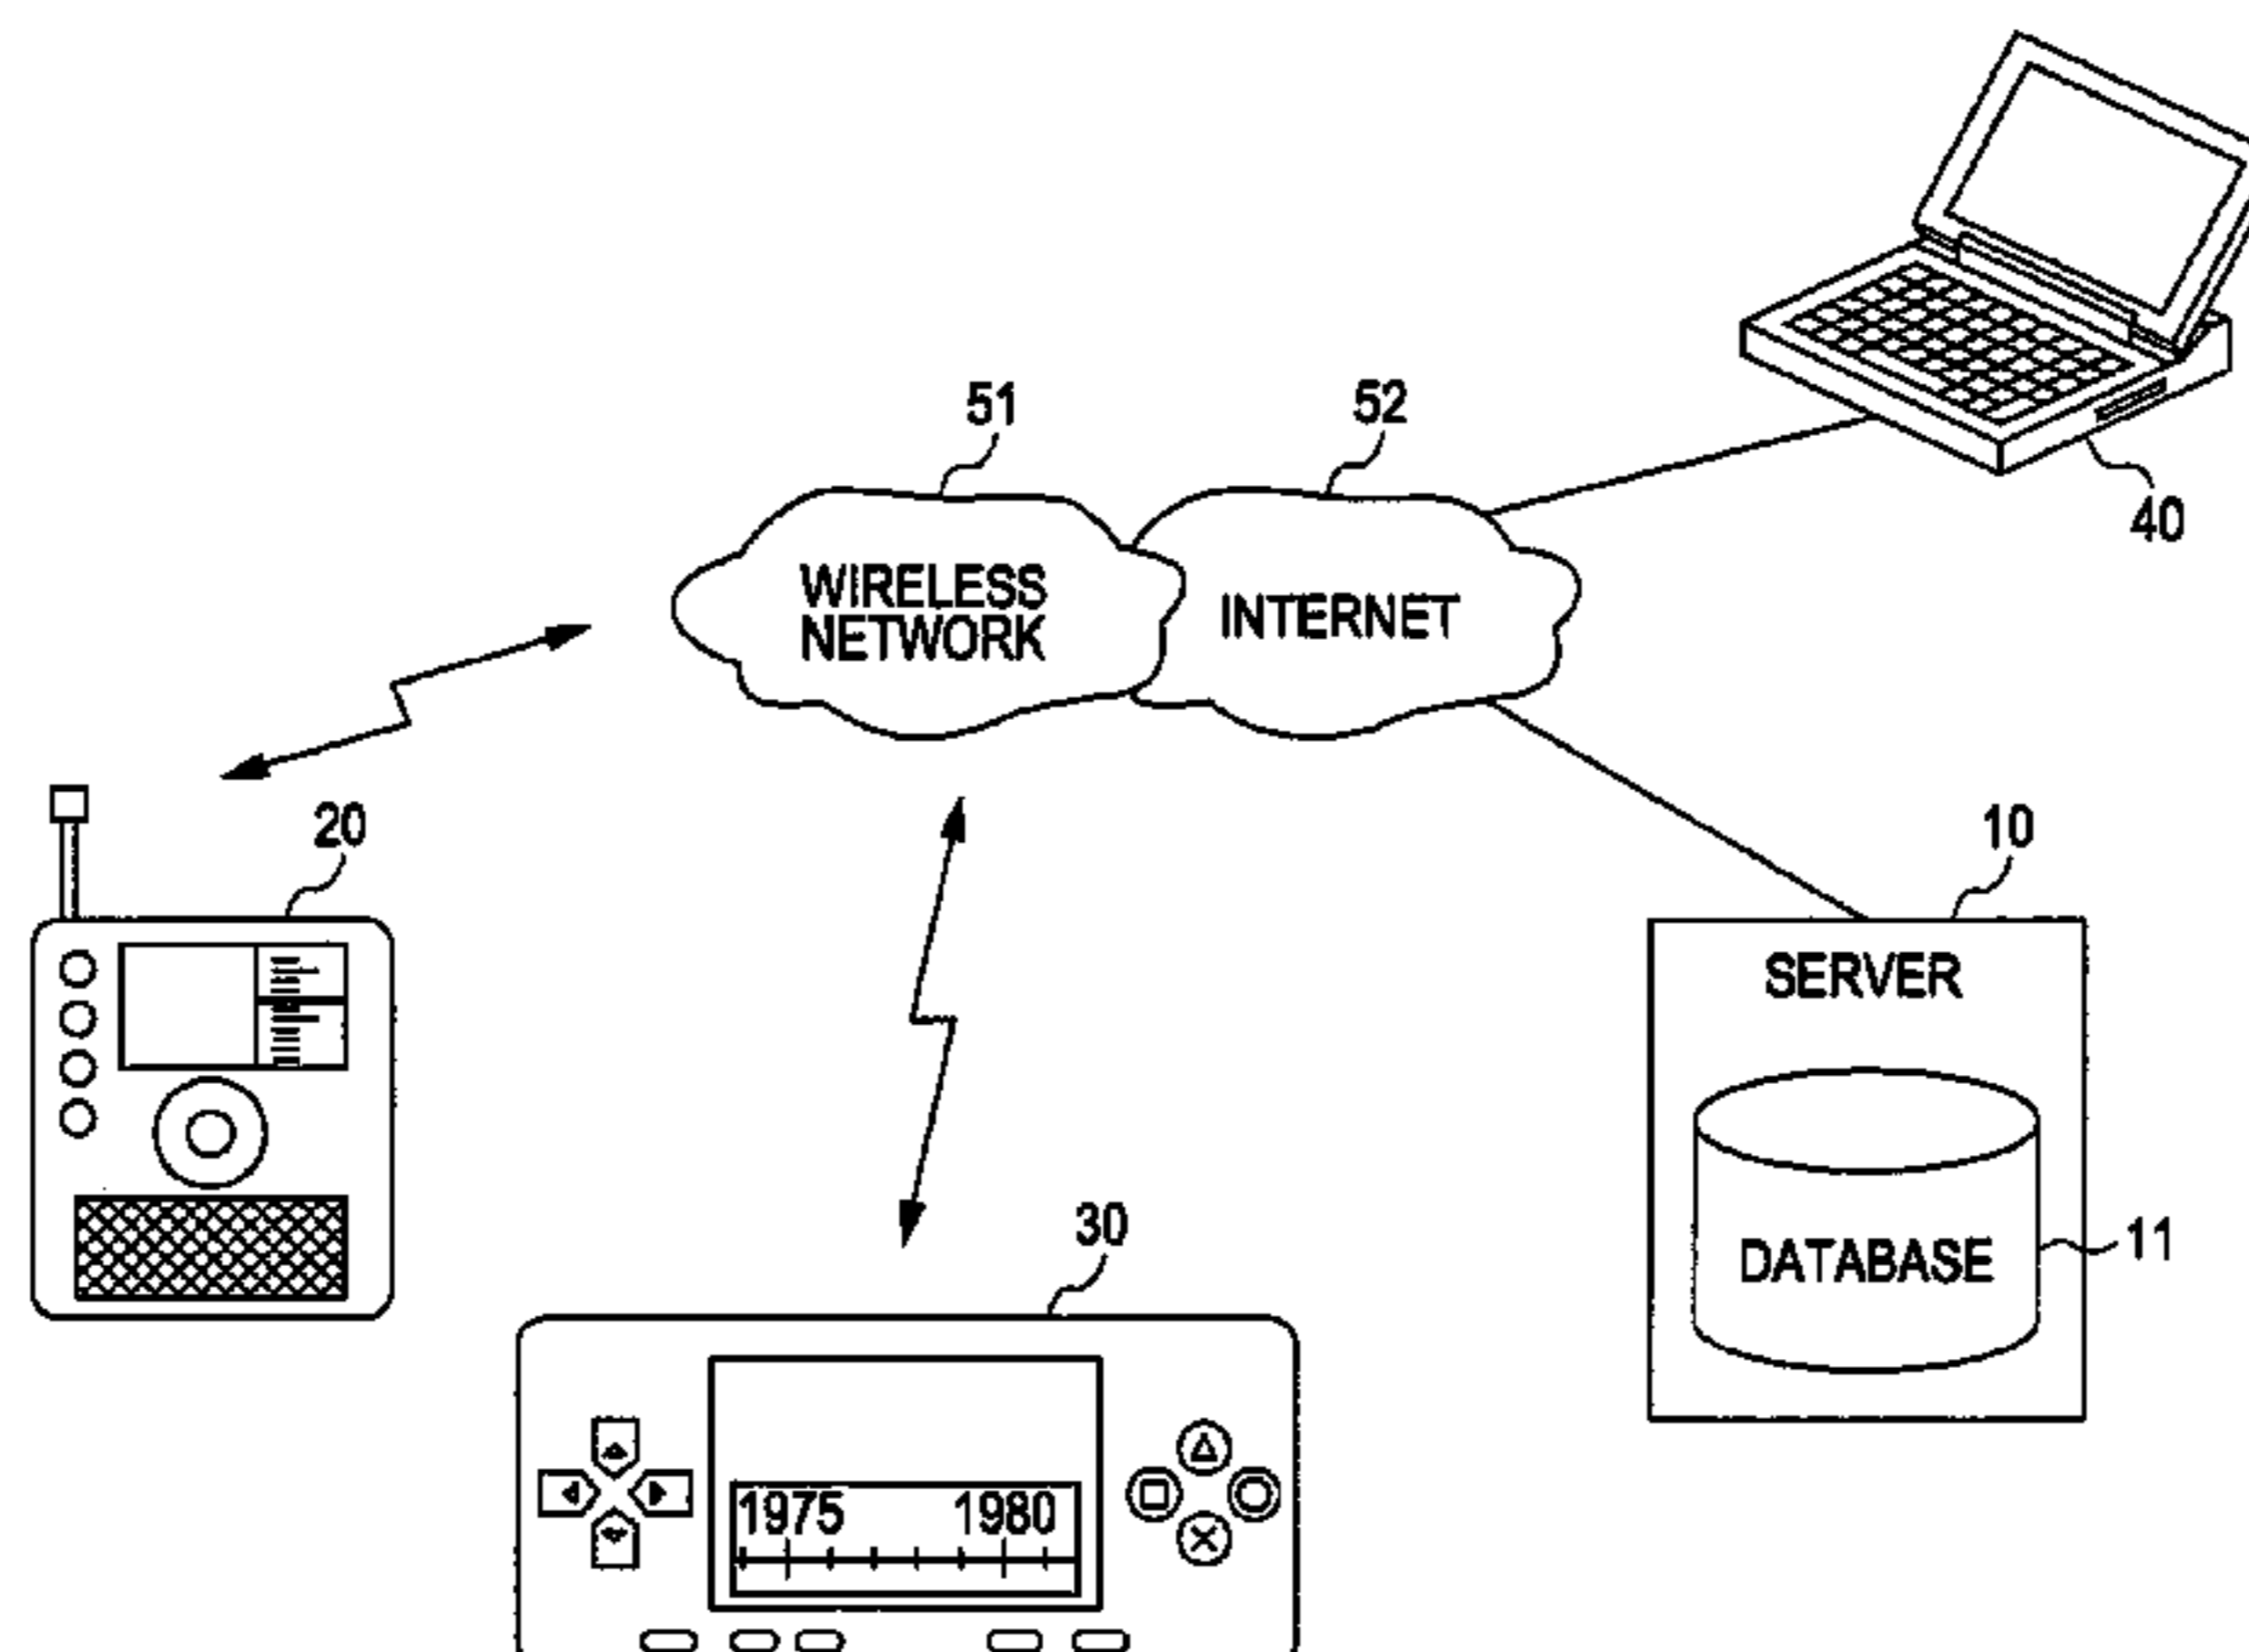 51
52
WIRELESS
NETWORK
INTERNET
40
20
10
SERVER
DATABASE
11
30
1975 1980